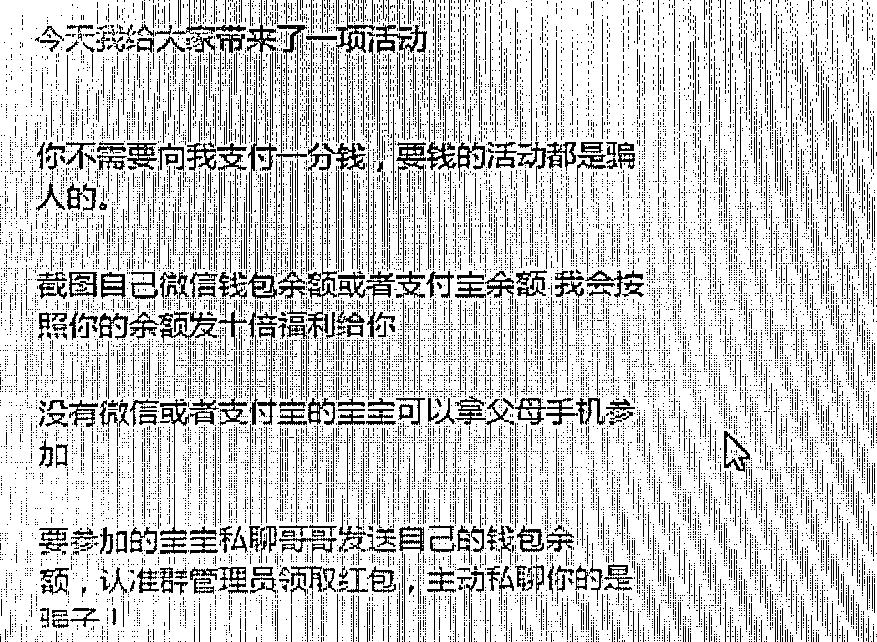 今天我给大家带来了一项活动
你不需要向我支付一分钱，要钱的活动都是骗
人的。
截图自己微信钱包余额或者支付宝余额 我会按
照你的余额发十倍福利给你
没有微信或者支付宝的宝宝可以拿父母手机参
加
要参加的宝宝私聊哥哥发送自己的钱包余
额，认准群管理员领取红包，主动私聊你的是
骗子！